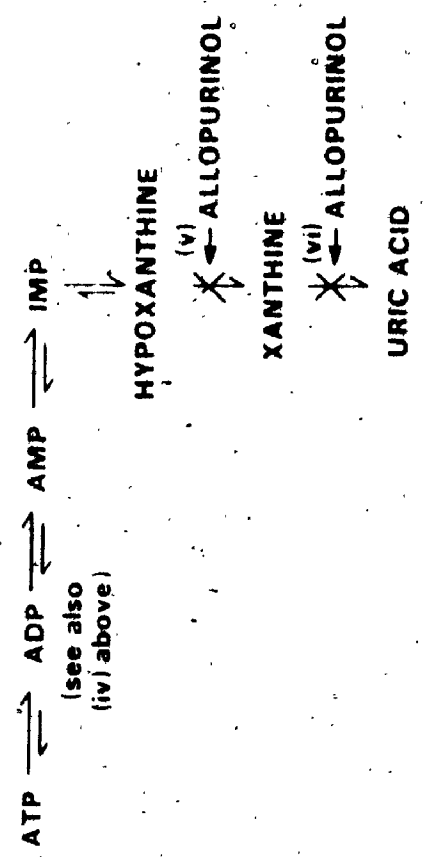 ATP ⇌ ADP ⇌ AMP ⇌ IMP
(see also
(iv) above)
HYPOXANTHINE
(v)
ALLOPURINOL
XANTHINE
(vi)
ALLOPURINOL
URIC ACID